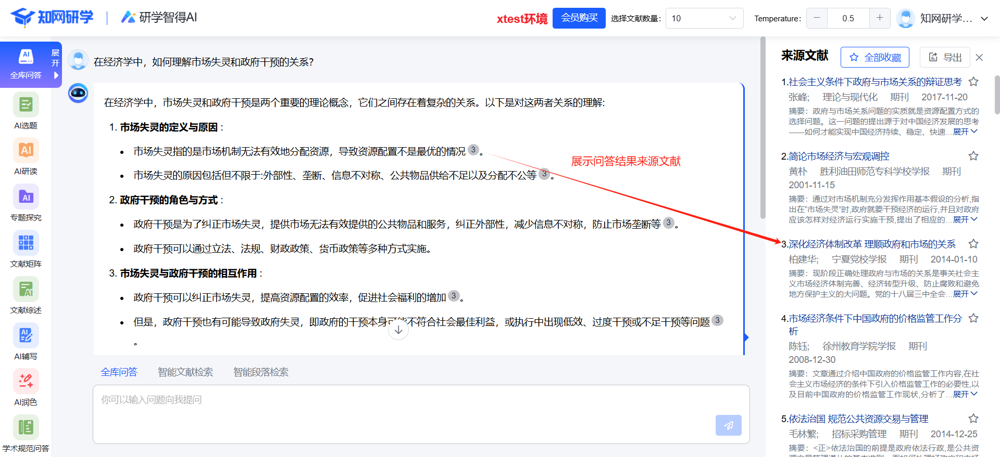 知网研学
研学智得AI
xtest环境
会员购买
选择文献数量：
10
Temperature：
0.5
知网研学...
AI
全库问答
展开
AI选题
AI
AI研读
AI
专题探究
文献矩阵
AI
文献综述
AI
AI辅写
AI润色
学术规范问答
在经济学中，如何理解市场失灵和政府干预的关系?
在经济学中，市场失灵和政府干预是两个重要的理论概念，它们之间存在着复杂的关系。以下是对这两者关系的理解:
1. 市场失灵的定义与原因：
• 市场失灵指的是市场机制无法有效地分配资源，导致资源配置不是最优的情况 3 。
• 市场失灵的原因包括但不限于:外部性、垄断、信息不对称、公共物品供给不足以及分配不公等 3 。
2. 政府干预的角色与方式：
• 政府干预是为了纠正市场失灵，提供市场无法有效提供的公共物品和服务，纠正外部性，减少信息不对称，防止市场垄断等 3 。
• 政府干预可以通过立法、法规、财政政策、货币政策等多种方式实施。
3. 市场失灵与政府干预的相互作用：
• 政府干预可以纠正市场失灵，提高资源配置的效率，促进社会福利的增加 3 。
• 但是，政府干预也有可能导致政府失灵，即政府的干预本身可能不符合社会最佳利益，或执行中出现低效、过度干预或不足干预等问题 3
。
展示问答结果来源文献
全库问答
智能文献检索
智能段落检索
你可以输入问题向我提问
来源文献
全部收藏
导出
1.社会主义条件下政府与市场关系的辩证思考
张峰; 理论与现代化 期刊 2017-11-20
摘要：政府与市场关系问题的实质就是资源配置方式的
选择问题。这一问题的提出源于对中国经济发展的思考
——如何才能实现中国经济持续、稳定、快速...展开
2.简论市场经济与宏观调控
黄朴 胜利油田师范专科学校学报 期刊
2001-11-15
摘要：通过对市场机制充分发挥作用基本假设的分析,指
出在“市场失灵”时,政府就要干预经济的运行,并且对政府
应该怎样对经济运行实施干预,提出了相应的...展开
3.深化经济体制改革 理顺政府和市场的关系
柏建华; 宁夏党校学报 期刊 2014-01-10
摘要：现阶段正确处理政府与市场的关系是事关社会主
义市场经济体制完善、经济转型升级、防止腐败和避免
地方保护主义的大问题。党的十八届三中全会...展开
4.市场经济条件下中国政府的价格监管工作分
析
陈钰; 徐州教育学院学报 期刊
2008-12-30
摘要：文章通过介绍中国政府的价格监管工作内容,在社
会主义市场经济的条件下引入价格监管工作的必要性,以
及目前中国政府的价格监管工作现状,分析了...展开
5.依法治国 规范公共资源交易与管理
毛林繁; 招标采购管理 期刊 2014-12-25
摘要：<正>依法治国的前提是政府依法行政,是公共资